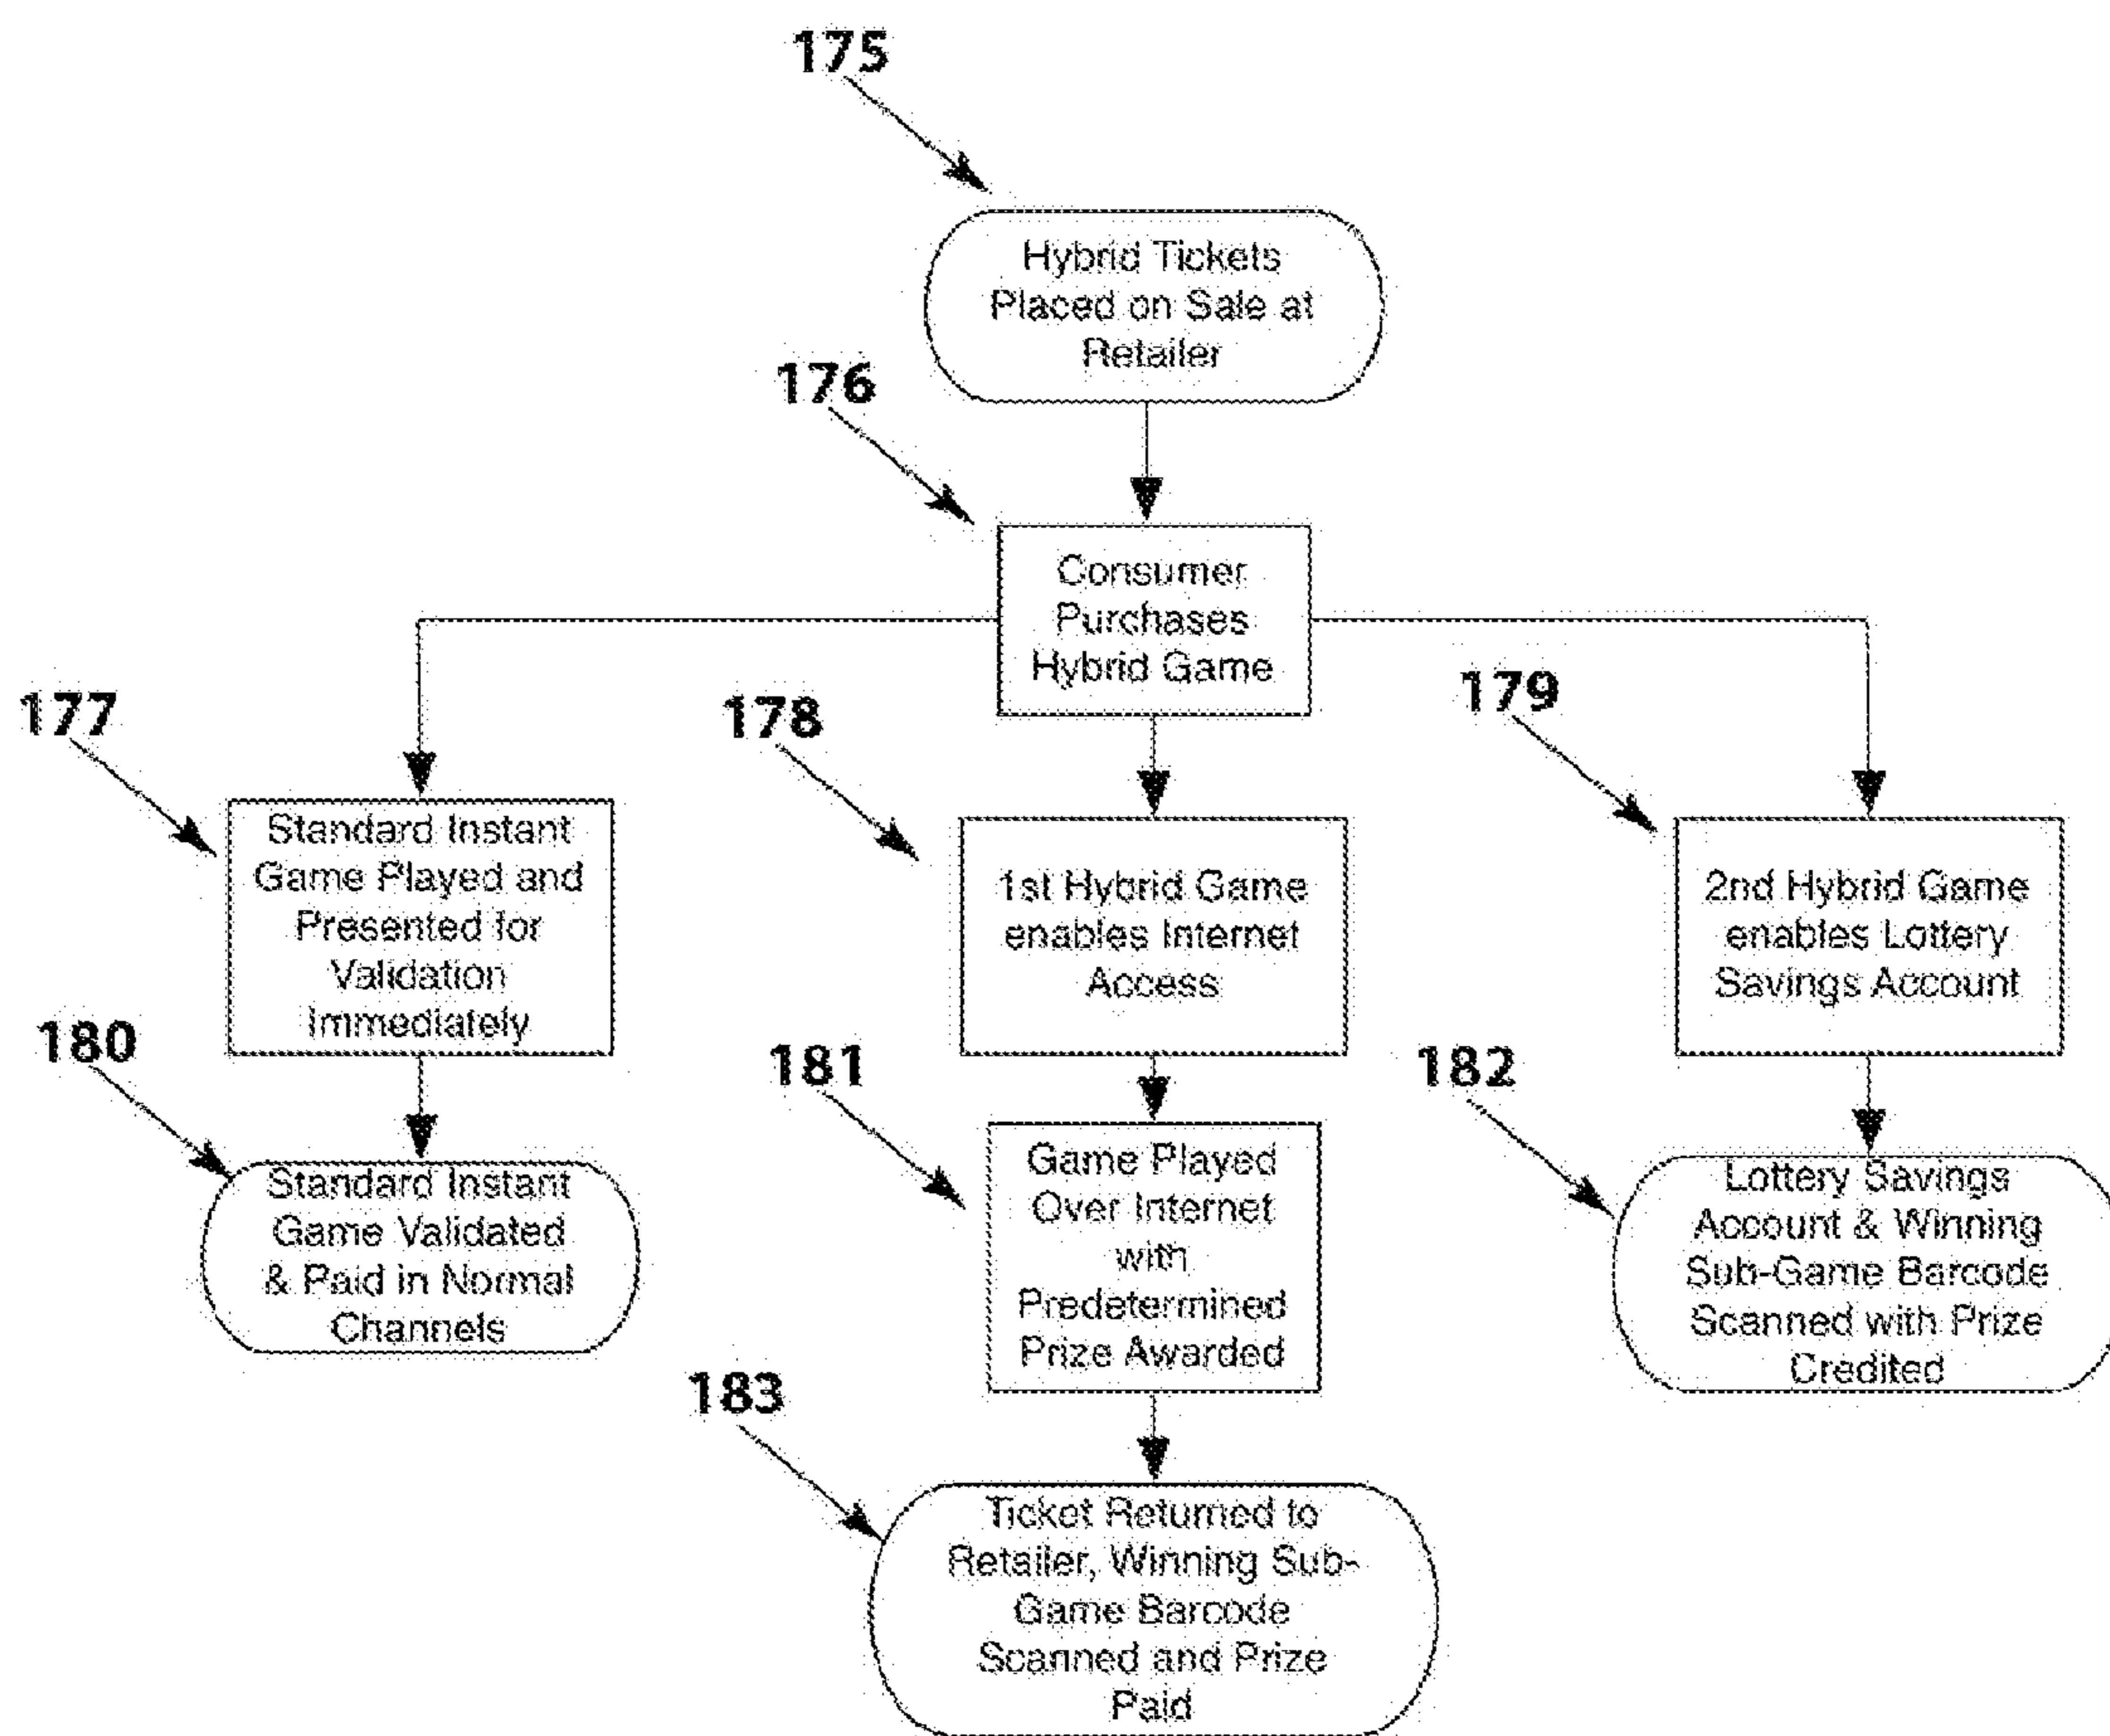 175
Hybrid Tickets
Placed on Sale at
Retailer
176
Consumer
Purchases
Hybrid Game
177
Standard Instant
Game Played and
Presented for
Validation
Immediately
178
1st Hybrid Game
enables Internet
Access
179
2nd Hybrid Game
enables Lottery
Savings Account
180
Standard Instant
Game Validated
& Paid in Normal
Channels
181
Game Played
Over Internet
with
Predetermined
Prize Awarded
182
Lottery Savings
Account & Winning
Sub-Game Barcode
Scanned with Prize
Credited
183
Ticket Returned to
Retailer, Winning Sub-
Game Barcode
Scanned and Prize
Paid